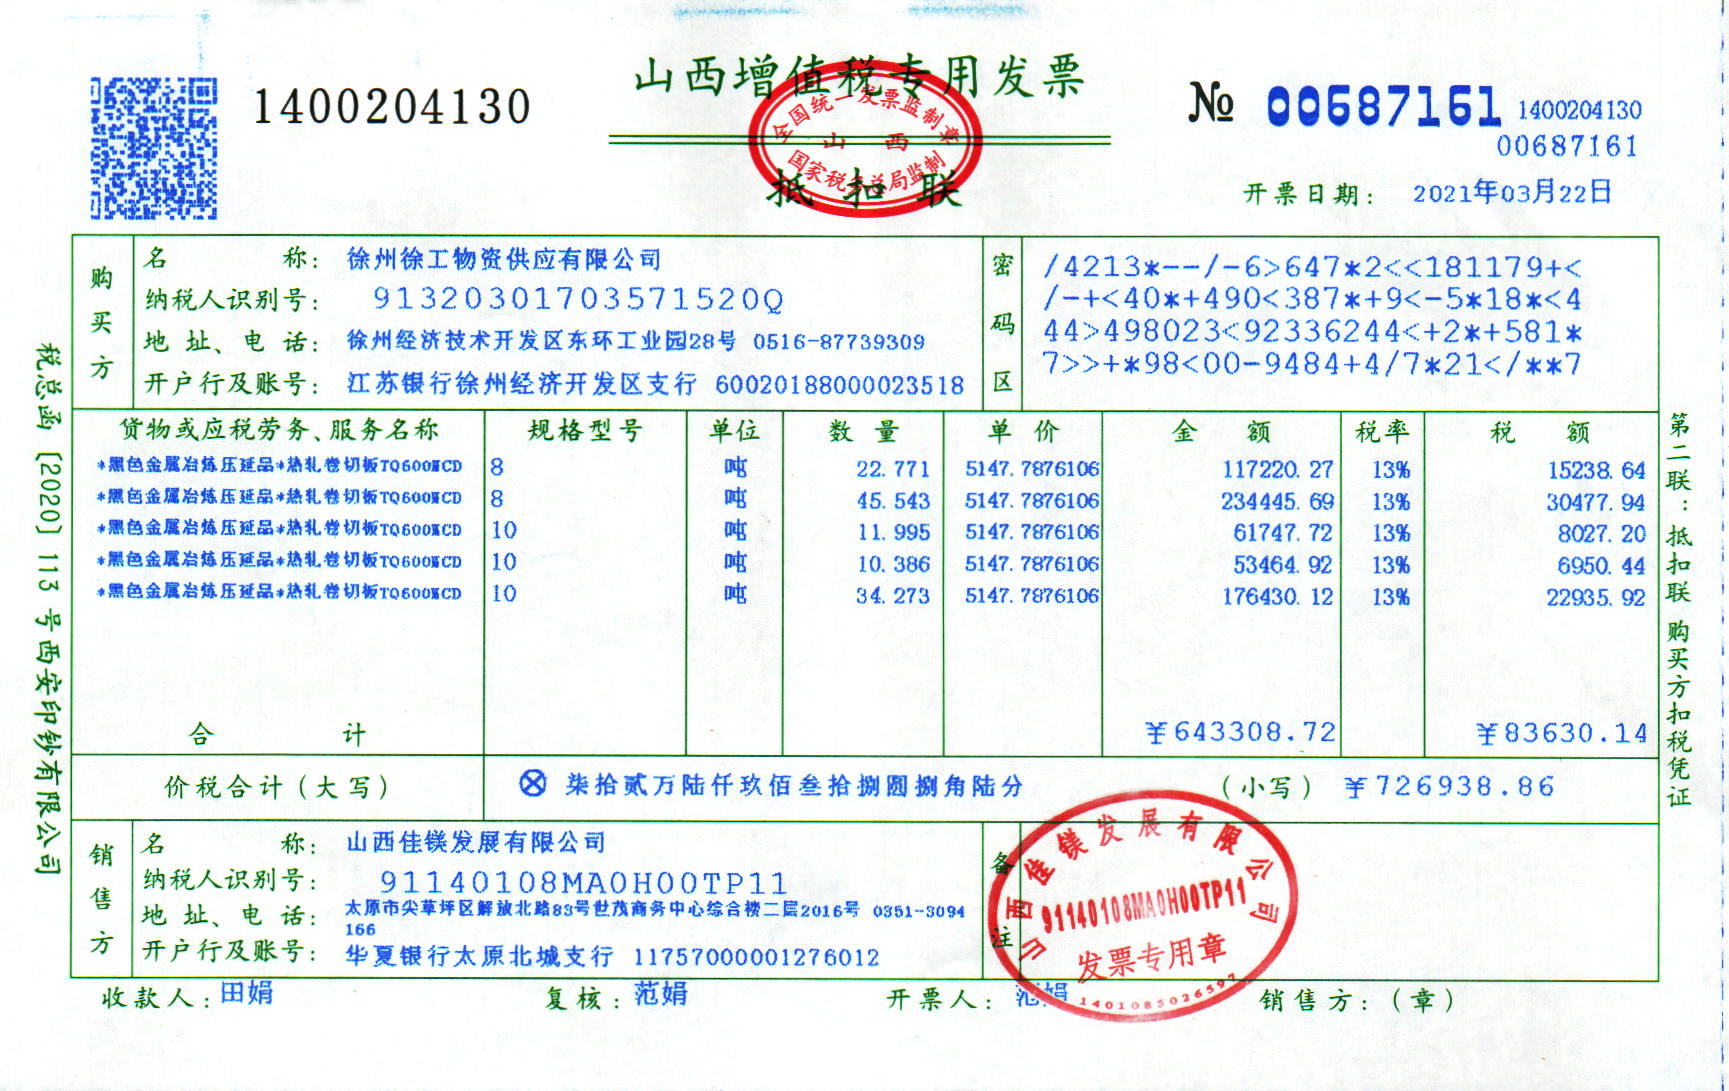 山西增值税专用发票
1400204130
№ 00687161 1400204130
00687161
全国统一发票监制章
山 西
国家税务总局监制
抵扣联
开票日期： 2021年03月22日
税总函〔2020〕113号西安印钞有限公司
购买方
名 称： 徐州徐工物资供应有限公司
纳税人识别号： 91320301703571520Q
地 址、电 话： 徐州经济技术开发区东环工业园28号 0516-87739309
开户行及账号： 江苏银行徐州经济开发区支行 60020188000023518
密码区
/4213*--/-6>647*2<<181179+<
/-+<40*+490<387*+9<-5*18*<4
44>498023<92336244<+2*+581*
7>>+*98<00-9484+4/7*21</**7
货物或应税劳务、服务名称 规格型号 单位 数 量 单 价 金 额 税率 税 额
*黑色金属冶炼压延品*热轧卷切板TQ600MCD 8 吨 22.771 5147.7876106 117220.27 13% 15238.64
*黑色金属冶炼压延品*热轧卷切板TQ600MCD 8 吨 45.543 5147.7876106 234445.69 13% 30477.94
*黑色金属冶炼压延品*热轧卷切板TQ600MCD 10 吨 11.995 5147.7876106 61747.72 13% 8027.20
*黑色金属冶炼压延品*热轧卷切板TQ600MCD 10 吨 10.386 5147.7876106 53464.92 13% 6950.44
*黑色金属冶炼压延品*热轧卷切板TQ600MCD 10 吨 34.273 5147.7876106 176430.12 13% 22935.92
合 计 ￥643308.72 ￥83630.14
价税合计（大写） ⊗ 柒拾贰万陆仟玖佰叁拾捌圆捌角陆分 （小写） ￥726938.86
第二联：抵扣联 购买方扣税凭证
销售方
名 称： 山西佳镁发展有限公司
纳税人识别号： 91140108MA0H00TP11
地 址、电 话： 太原市尖草坪区解放北路83号世茂商务中心综合楼二层2016号 0351-3094
166
开户行及账号： 华夏银行太原北城支行 11757000001276012
备注
山西佳镁发展有限公司
91140108MA0H00TP11
发票专用章
收款人：田娟 复核：范娟 开票人：范娟 销售方：（章）